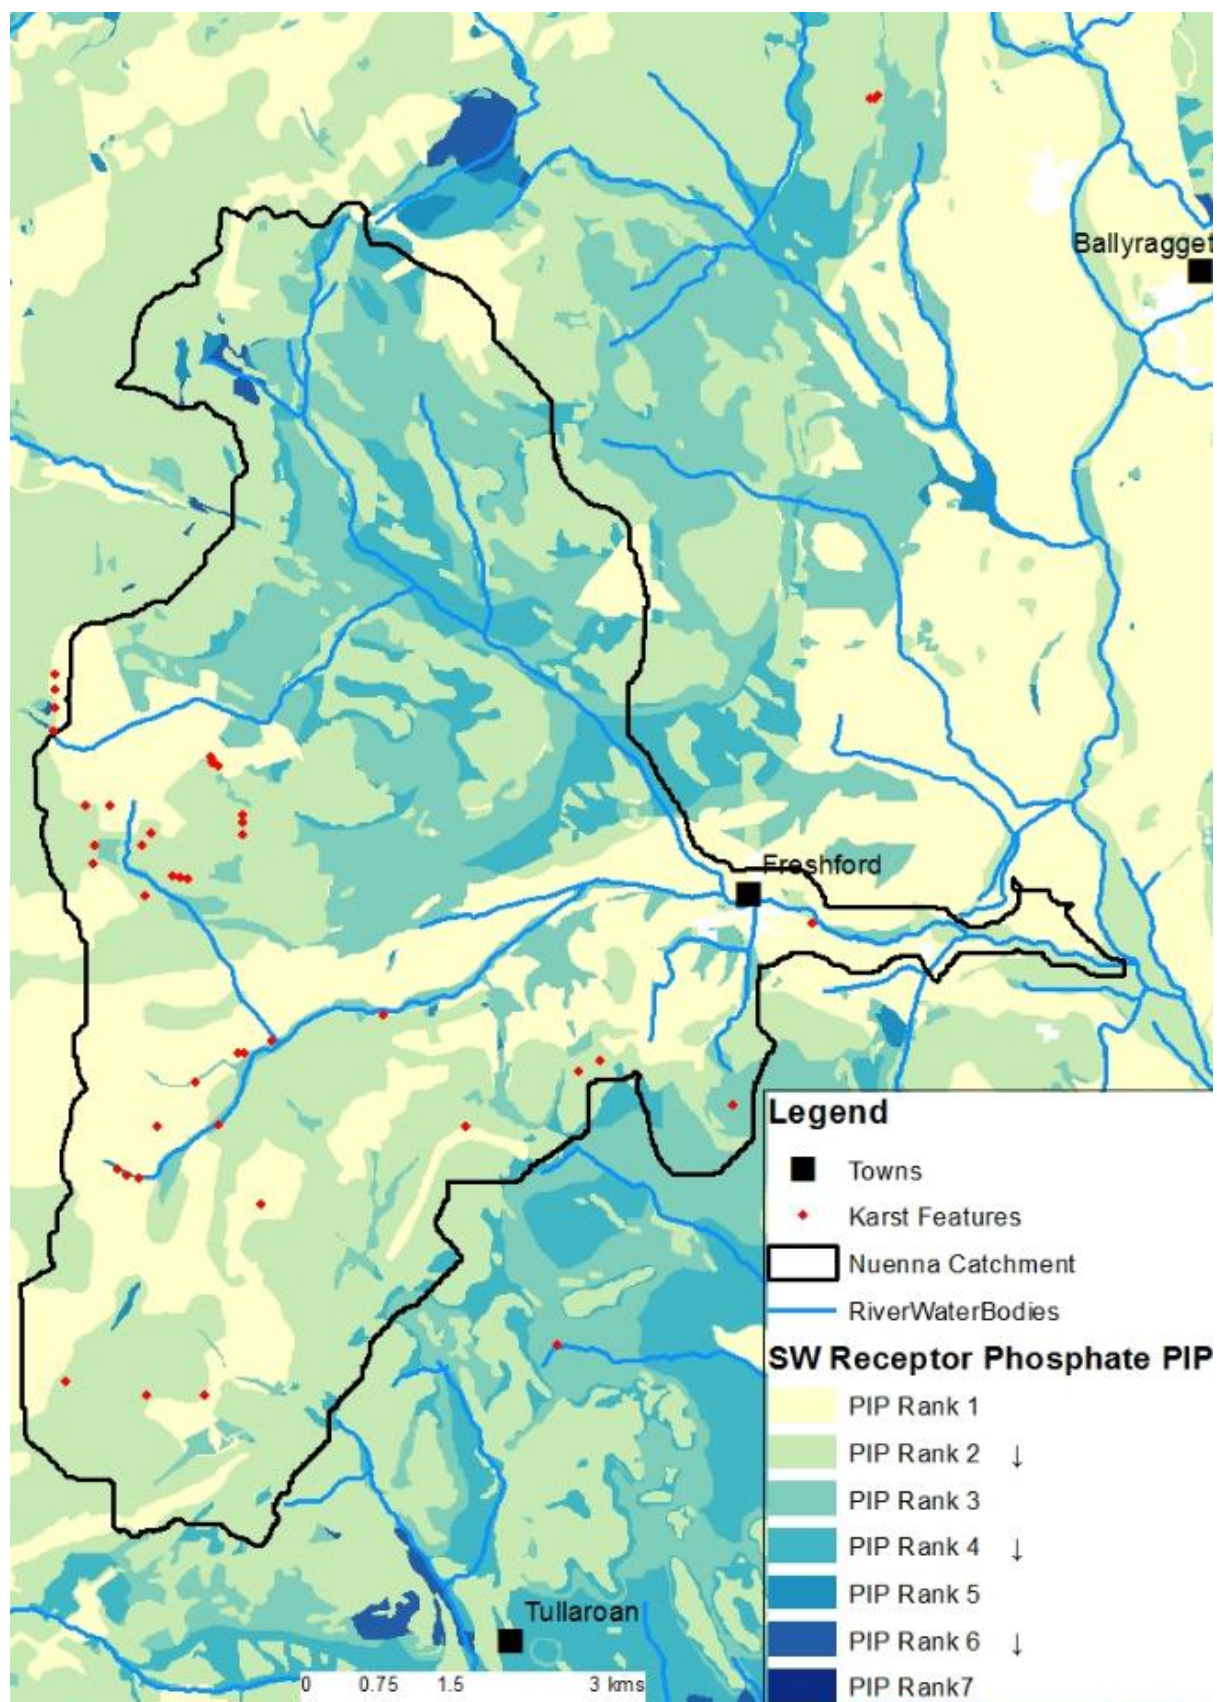 Ballyragget
Freshford
Legend
Towns
Karst Features
Nuenna Catchment
RiverWaterBodies
SW Receptor Phosphate PIP
PIP Rank 1
PIP Rank 2 ↓
PIP Rank 3
PIP Rank 4 ↓
PIP Rank 5
PIP Rank 6 ↓
PIP Rank7
Tullaroan
0 0.75 1.5 3 kms